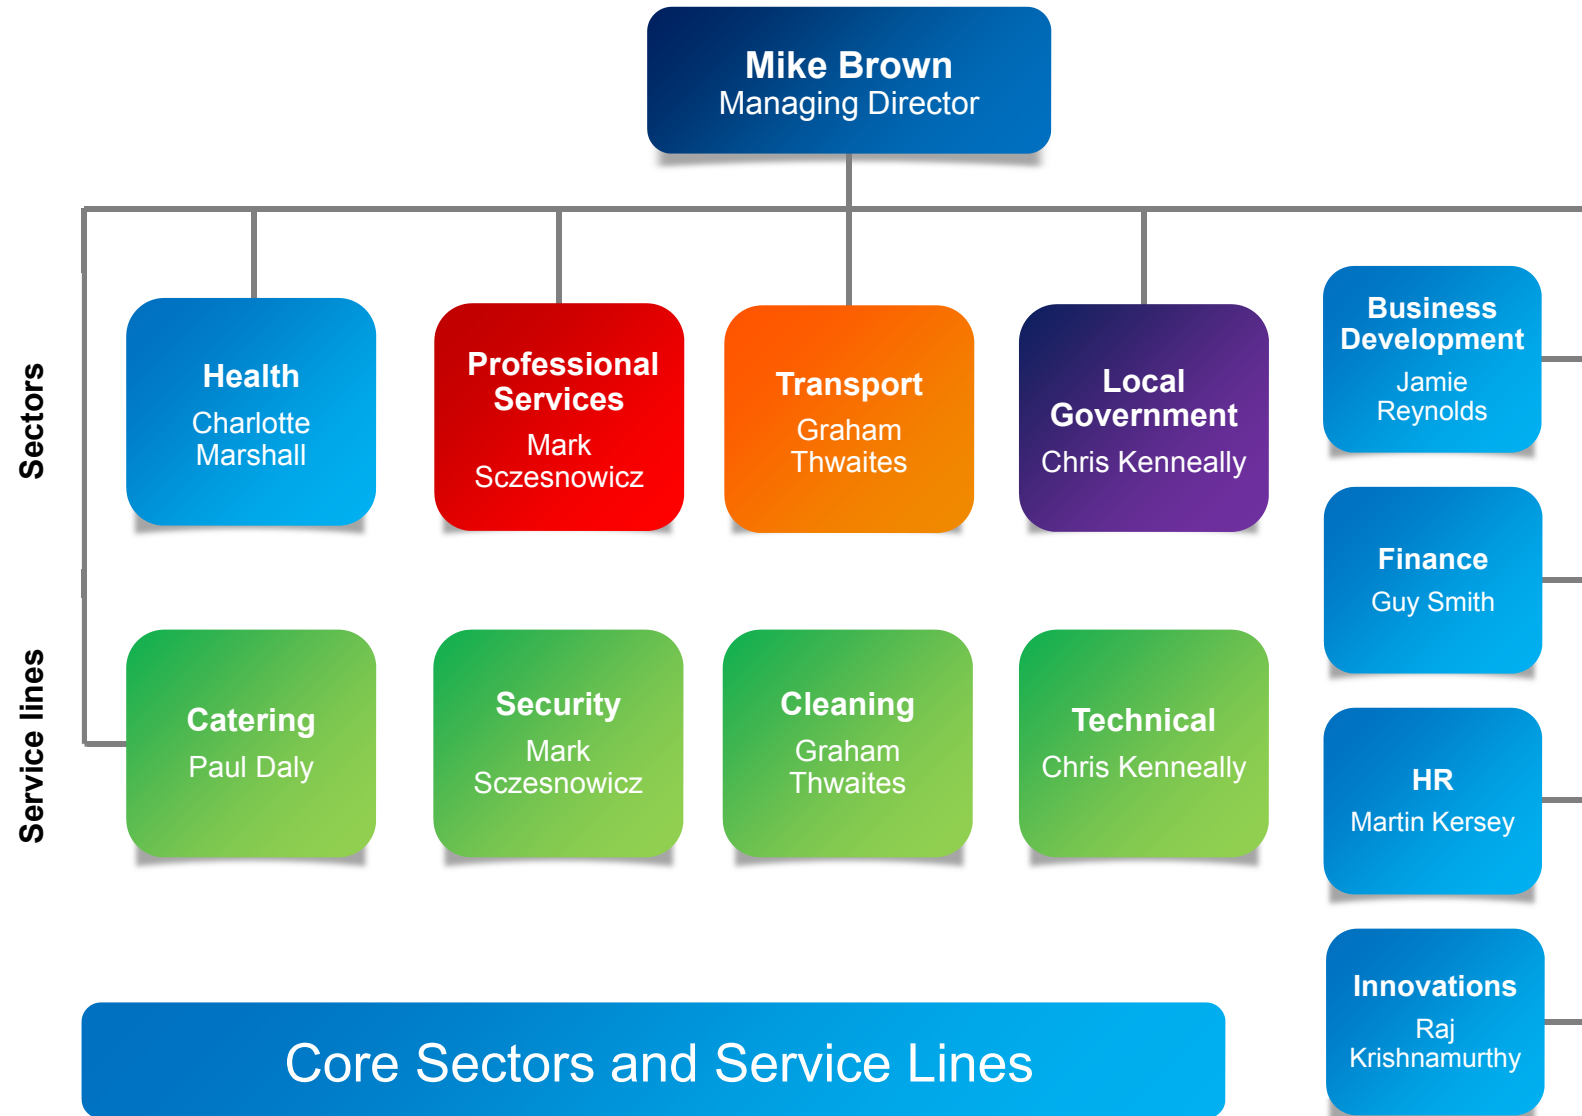 Mike Brown
Managing Director
Sectors
Health
Charlotte
Marshall
Professional
Services
Mark
Sczesnowicz
Transport
Graham
Thwaites
Local
Government
Chris Kenneally
Business
Development
Jamie
Reynolds
Finance
Guy Smith
Service lines
Catering
Paul Daly
Security
Mark
Sczesnowicz
Cleaning
Graham
Thwaites
Technical
Chris Kenneally
HR
Martin Kersey
Innovations
Raj
Krishnamurthy
Core Sectors and Service Lines